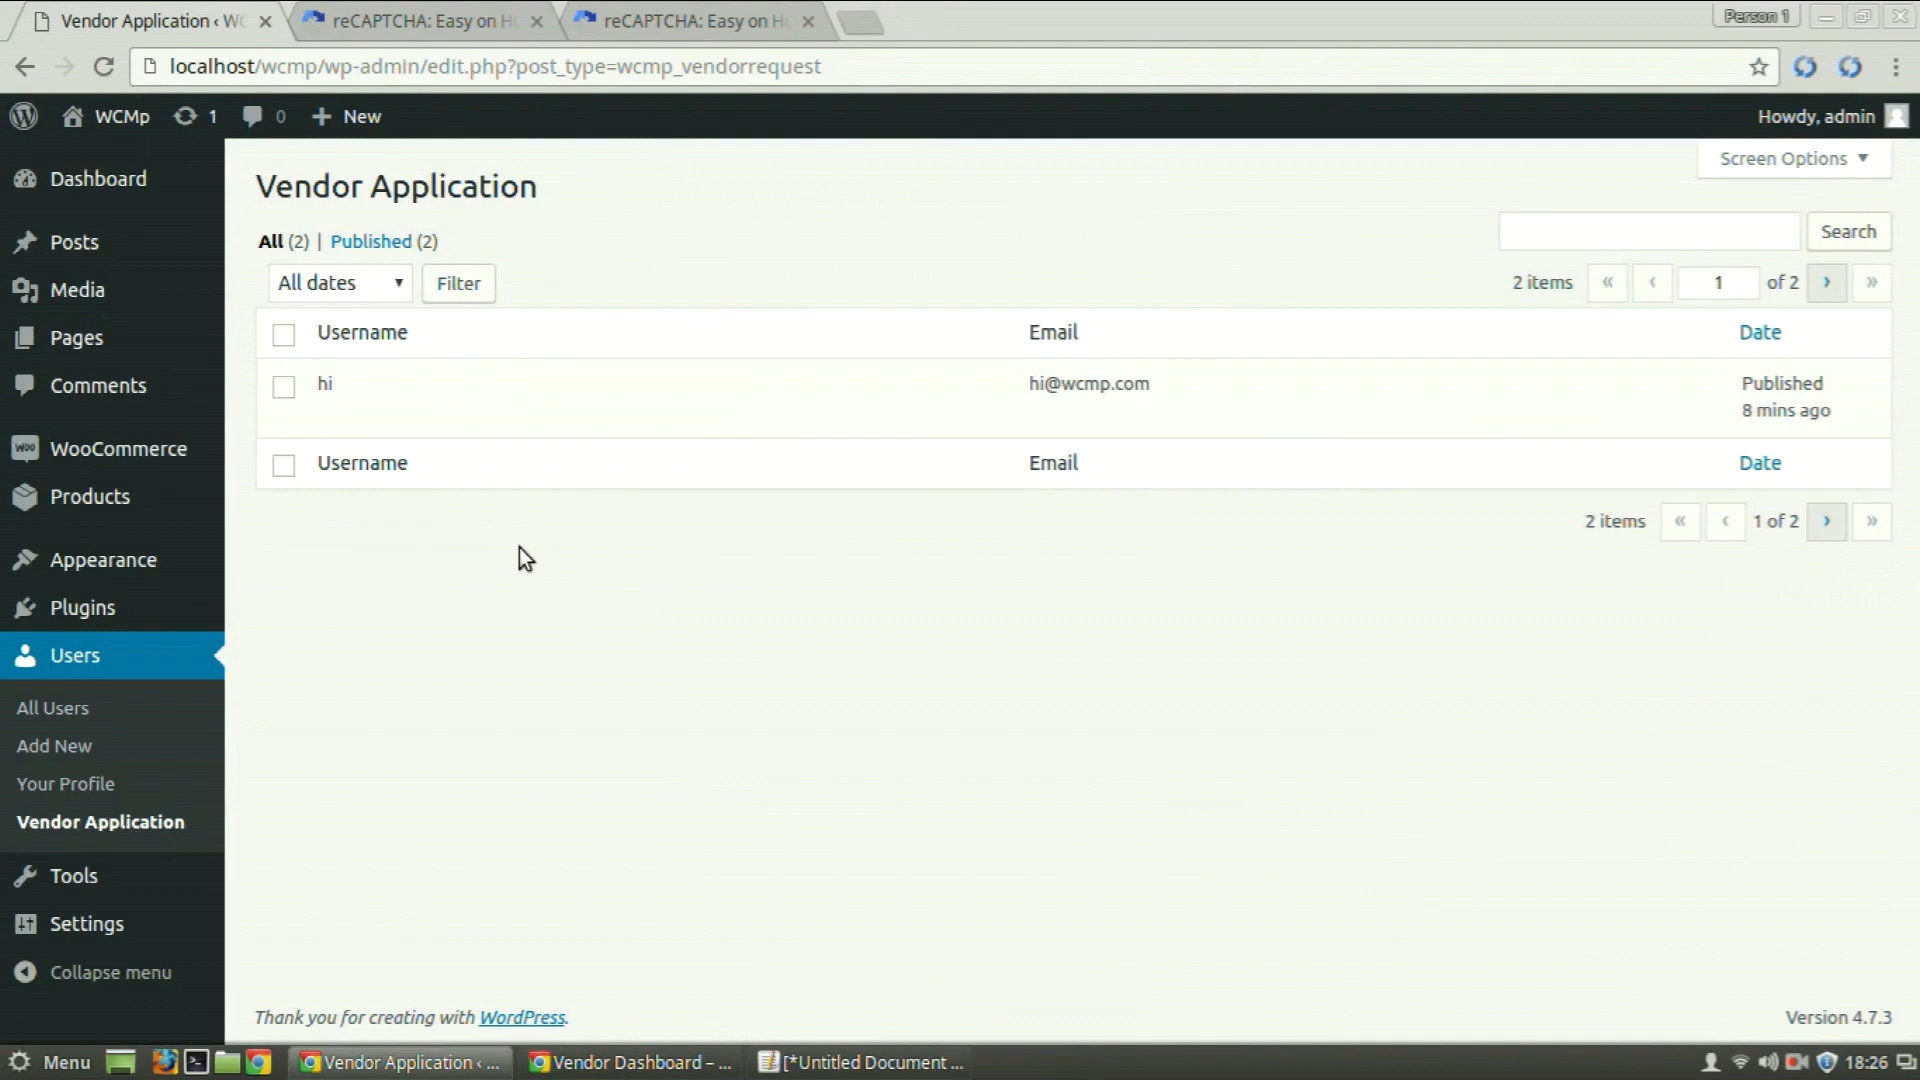 Vendor Application ‹ WC
reCAPTCHA: Easy on H
reCAPTCHA: Easy on H
Person 1
localhost/wcmp/wp-admin/edit.php?post_type=wcmp_vendorrequest
WCMp
1
0
New
Howdy, admin
Screen Options
Dashboard
Posts
Media
Pages
Comments
WooCommerce
Products
Appearance
Plugins
Users
All Users
Add New
Your Profile
Vendor Application
Tools
Settings
Collapse menu
Vendor Application
All (2) | Published (2)
Search
All dates
Filter
2 items « ‹ 1 of 2 › »
Username Email Date
hi hi@wcmp.com Published
8 mins ago
Username Email Date
2 items « ‹ 1 of 2 › »
Thank you for creating with WordPress.
Version 4.7.3
Menu
Vendor Application ‹ ...
Vendor Dashboard – ...
[*Untitled Document ...
18:26